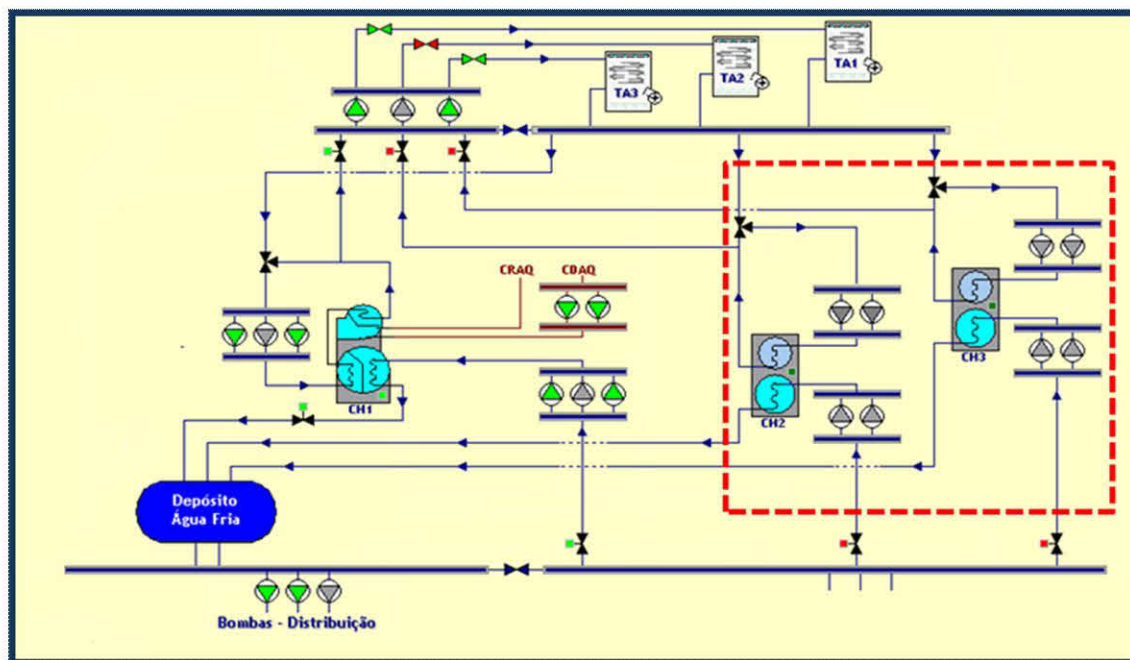 TA1
TA2
TA3
CRAQ
CDAQ
CH3
CH1
CH2
Depósito
Água Fria
Bombas - Distribuição